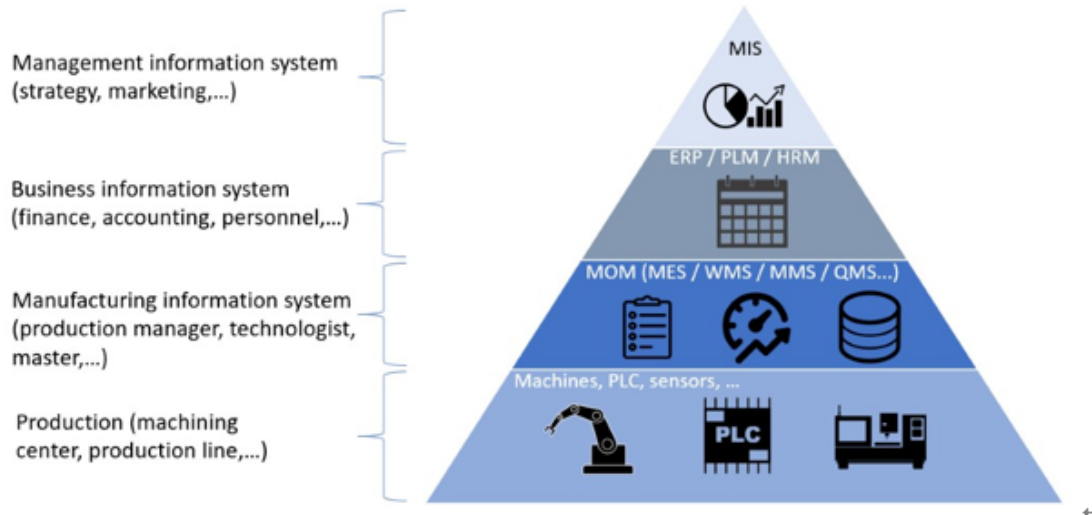 Management information system
(strategy, marketing,...)
MIS
Business information system
(finance, accounting, personnel,...)
ERP / PLM / HRM
Manufacturing information system
(production manager, technologist,
master,...)
MOM (MES / WMS / MMS / QMS...)
Production (machining
center, production line,...)
Machines, PLC, sensors, ...
PLC